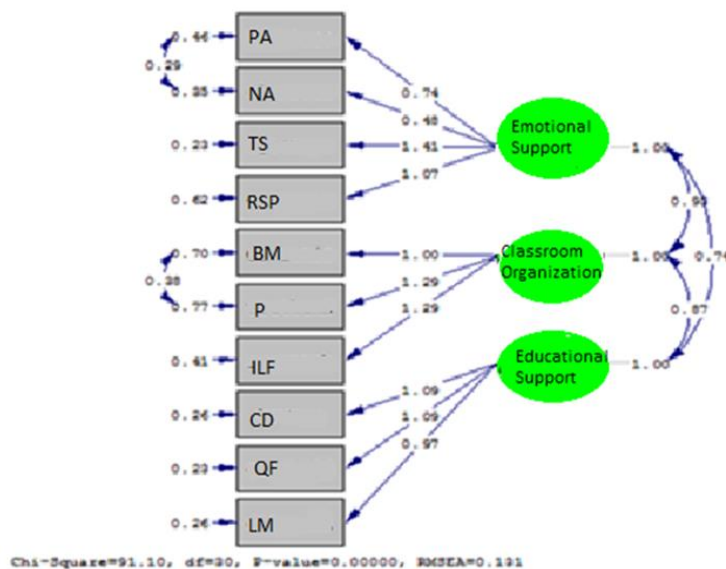 0.44 PA
0.29
0.35 NA
0.74
0.48
Emotional
Support
1.00
0.23 TS
1.41
0.62 RSP
1.07
0.74
0.70 BM
1.00
Classroom
Organization
1.00
0.38
1.29
0.77 P
1.29
0.87
0.41 ILF
Educational
Support
1.00
CD
1.09
1.09
0.23 QF
0.97
LM
Chi-Square=91.10, df=30, P-value=0.00000, RMSEA=0.131